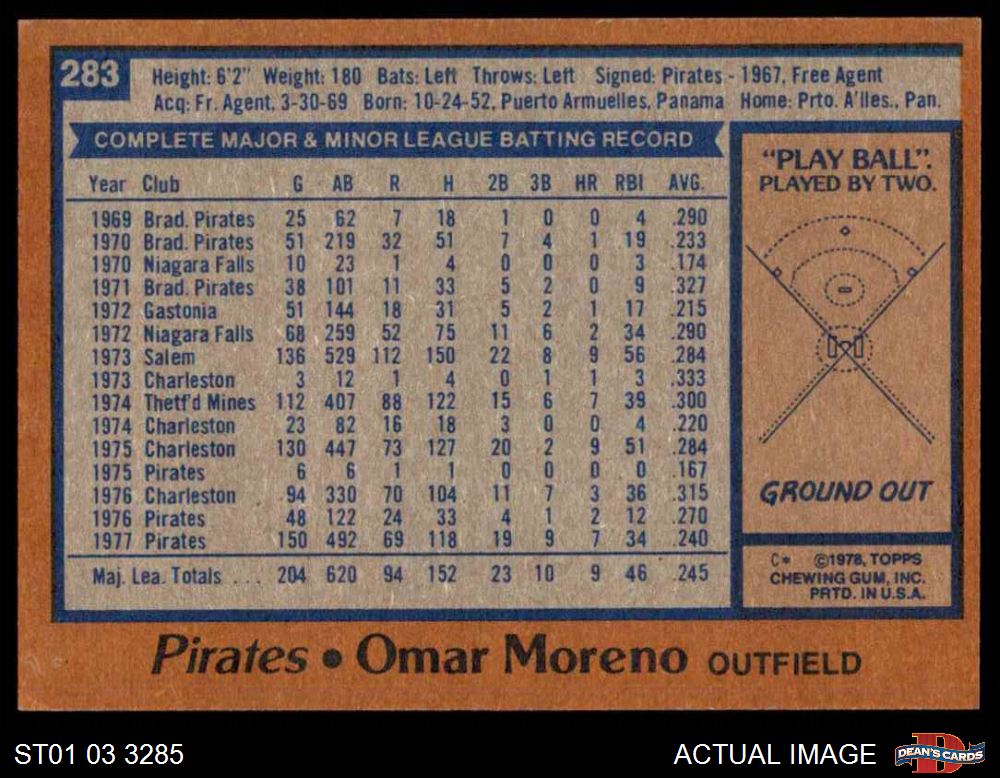 283
Height: 6'2" Weight: 180 Bats: Left Throws: Left Signed: Pirates - 1967, Free Agent
Acq: Fr. Agent, 3-30-69 Born: 10-24-52, Puerto Armuelles, Panama Home: Prto. A'lles., Pan.
COMPLETE MAJOR & MINOR LEAGUE BATTING RECORD
Year Club G AB R H 2B 3B HR RBI AVG.
1969 Brad. Pirates 25 62 7 18 1 0 0 4 .290
1970 Brad. Pirates 51 219 32 51 7 4 1 19 .233
1970 Niagara Falls 10 23 1 4 0 0 0 3 .174
1971 Brad. Pirates 38 101 11 33 5 2 0 9 .327
1972 Gastonia 51 144 18 31 5 2 1 17 .215
1972 Niagara Falls 68 259 52 75 11 6 2 34 .290
1973 Salem 136 529 112 150 22 8 9 56 .284
1973 Charleston 3 12 1 4 0 1 1 3 .333
1974 Thetf'd Mines 112 407 88 122 15 6 7 39 .300
1974 Charleston 23 82 16 18 3 0 0 4 .220
1975 Charleston 130 447 73 127 20 2 9 51 .284
1975 Pirates 6 6 1 1 0 0 0 0 .167
1976 Charleston 94 330 70 104 11 7 3 36 .315
1976 Pirates 48 122 24 33 4 1 2 12 .270
1977 Pirates 150 492 69 118 19 9 7 34 .240
Maj. Lea. Totals ... 204 620 94 152 23 10 9 46 .245
"PLAY BALL".
PLAYED BY TWO.
GROUND OUT
C* ©1978, TOPPS
CHEWING GUM, INC.
PRTD. IN U.S.A.
Pirates • Omar Moreno OUTFIELD
ST01 03 3285
ACTUAL IMAGE
D
DEAN'S CARDS